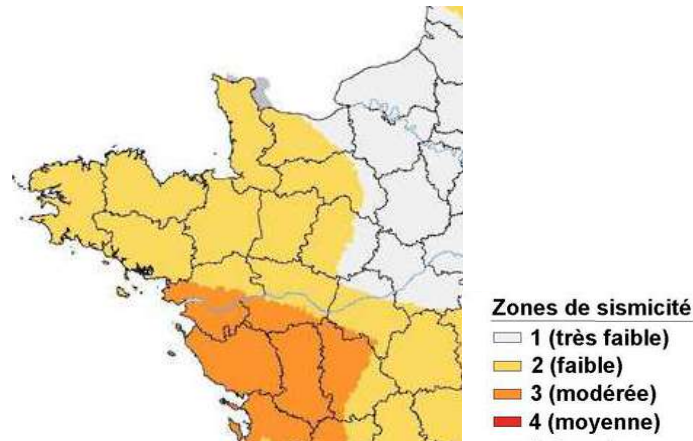 Zones de sismicité
1 (très faible)
2 (faible)
3 (modérée)
4 (moyenne)